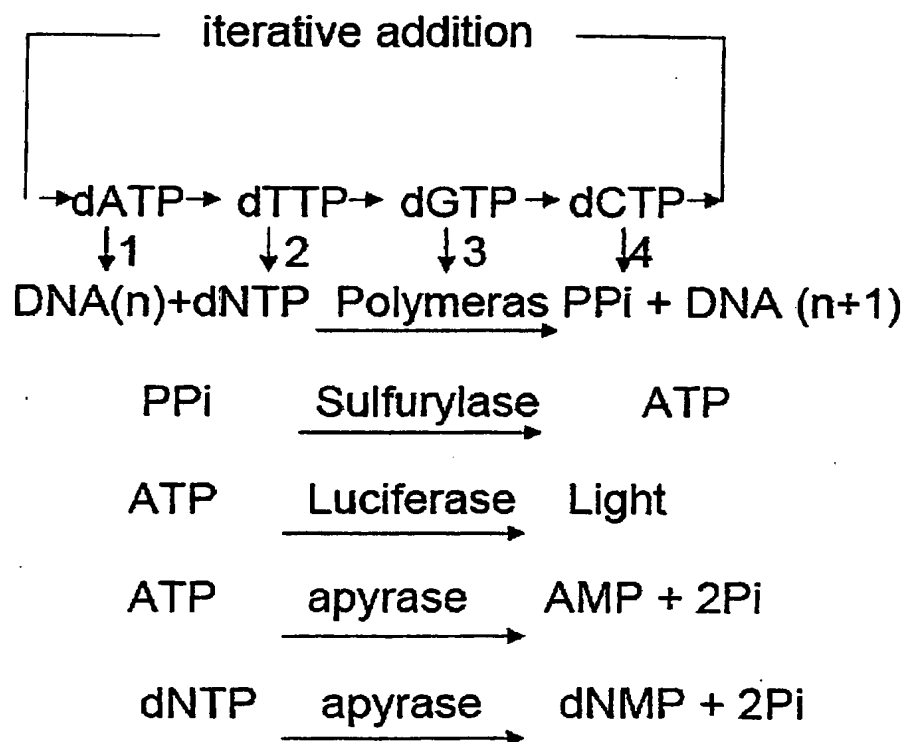 iterative addition
→dATP→ dTTP→ dGTP→dCTP→
↓1 ↓2 ↓3 ↓4
DNA(n)+dNTP Polymeras PPi + DNA (n+1)
PPi Sulfurylase ATP
ATP Luciferase Light
ATP apyrase AMP + 2Pi
dNTP apyrase dNMP + 2Pi